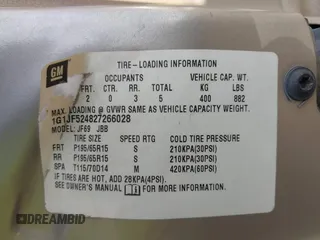 GM
TIRE - LOADING INFORMATION
OCCUPANTS VEHICLE CAP. WT.
FRT. CTR. RR. TOTAL KG LBS
2 0 3 5 400 882
MAX. LOADING @ GVWR SAME AS VEHICLE CAPACITY WEIGHT.
1G1JF524827266028
MODEL: JF69 JBB
TIRE SIZE SPEED RTG COLD TIRE PRESSURE
FRT P195/65R15 S 210KPA(30PSI)
RR P195/65R15 S 210KPA(30PSI)
SPA T115/70D14 M 420KPA(60PSI)
IF TIRES ARE HOT, ADD 28KPA(4PSI).
SEE OWNER'S MANUAL FOR ADDITIONAL
DREAMBID